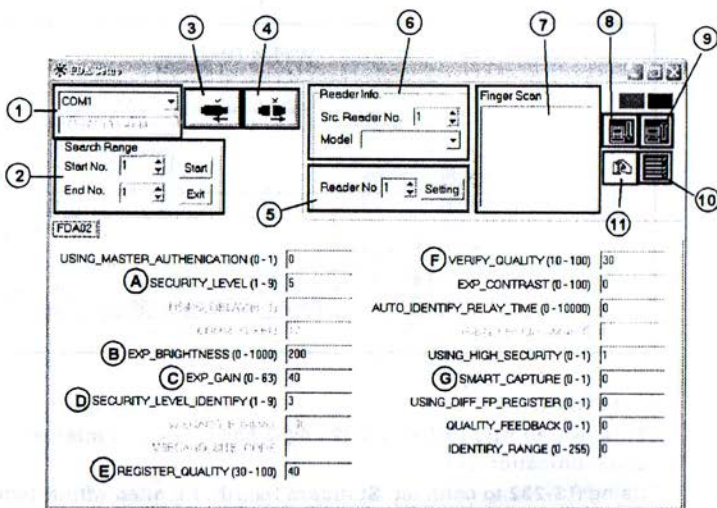 3 4 6 7 8 9
FDA Setup
1 COM1
Reader Info.
Src. Reader No. 1
Model
Finger Scan
2 Search Range
Start No. 1 Start
End No. 1 Exit
5 Reader No 1 Setting
11 10
FDA02
USING_MASTER_AUTHENICATION (0 - 1) 0
A SECURITY_LEVEL (1 - 9) 5
B EXP_BRIGHTNESS (0 - 1000) 200
C EXP_GAIN (0 - 63) 40
D SECURITY_LEVEL_IDENTIFY (1 - 9) 3
E REGISTER_QUALITY (30 - 100) 40
F VERIFY_QUALITY (10 - 100) 30
EXP_CONTRAST (0 - 100) 0
AUTO_IDENTIFY_RELAY_TIME (0 - 10000) 0
USING_HIGH_SECURITY (0 - 1) 1
G SMART_CAPTURE (0 - 1) 0
USING_DIFF_FP_REGISTER (0 - 1) 0
QUALITY_FEEDBACK (0 - 1) 0
IDENTIFY_RANGE (0 - 255) 0